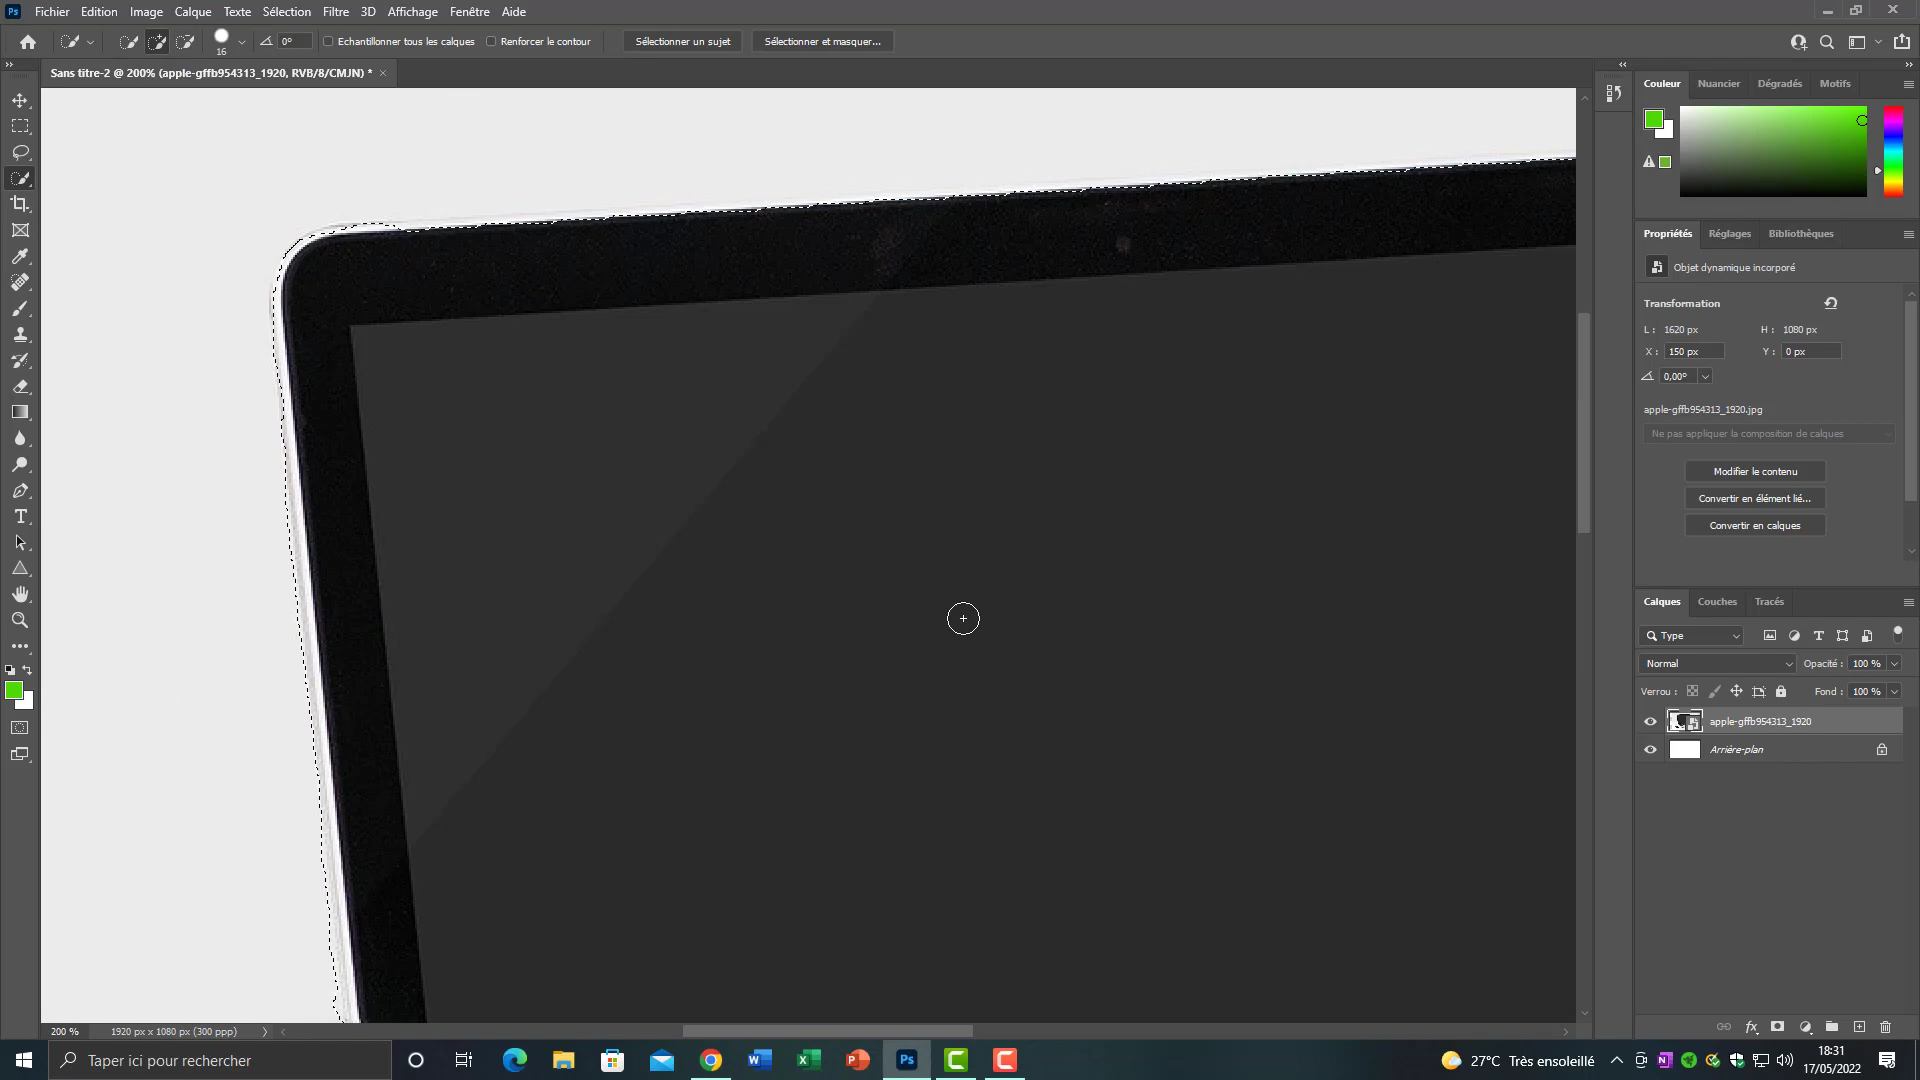 Ps Fichier Edition Image Calque Texte Sélection Filtre 3D Affichage Fenêtre Aide
16 0° Echantillonner tous les calques Renforcer le contour Sélectionner un sujet Sélectionner et masquer...
Sans titre-2 @ 200% (apple-gffb954313_1920, RVB/8/CMJN) * ×
Couleur Nuancier Dégradés Motifs
Propriétés Réglages Bibliothèques
Objet dynamique incorporé
Transformation
L : 1620 px H : 1080 px
X : 150 px Y : 0 px
0,00°
apple-gffb954313_1920.jpg
Ne pas appliquer la composition de calques
Modifier le contenu
Convertir en élément lié...
Convertir en calques
Calques Couches Tracés
Type
Normal Opacité : 100 %
Verrou : Fond : 100 %
apple-gffb954313_1920
Arrière-plan
200 % 1920 px x 1080 px (300 ppp)
Taper ici pour rechercher
27°C Très ensoleillé
18:31
17/05/2022